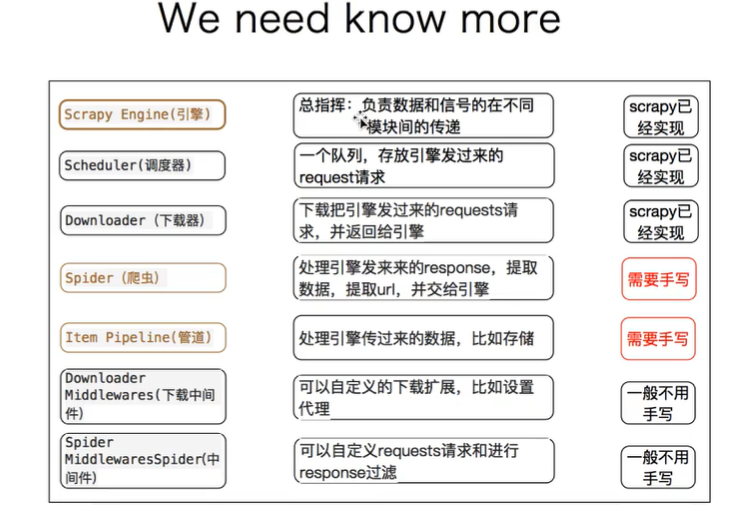 We need know more
Scrapy Engine(引擎)
总指挥：负责数据和信号的在不同
模块间的传递
scrapy已
经实现
Scheduler(调度器)
一个队列，存放引擎发过来的
request请求
scrapy已
经实现
Downloader（下载器）
下载把引擎发过来的requests请
求，并返回给引擎
scrapy已
经实现
Spider（爬虫）
处理引擎发来来的response，提取
数据，提取url，并交给引擎
需要手写
Item Pipeline(管道)
处理引擎传过来的数据，比如存储
需要手写
Downloader
Middlewares(下载中间
件)
可以自定义的下载扩展，比如设置
代理
一般不用
手写
Spider
MiddlewaresSpider(中
间件)
可以自定义requests请求和进行
response过滤
一般不用
手写